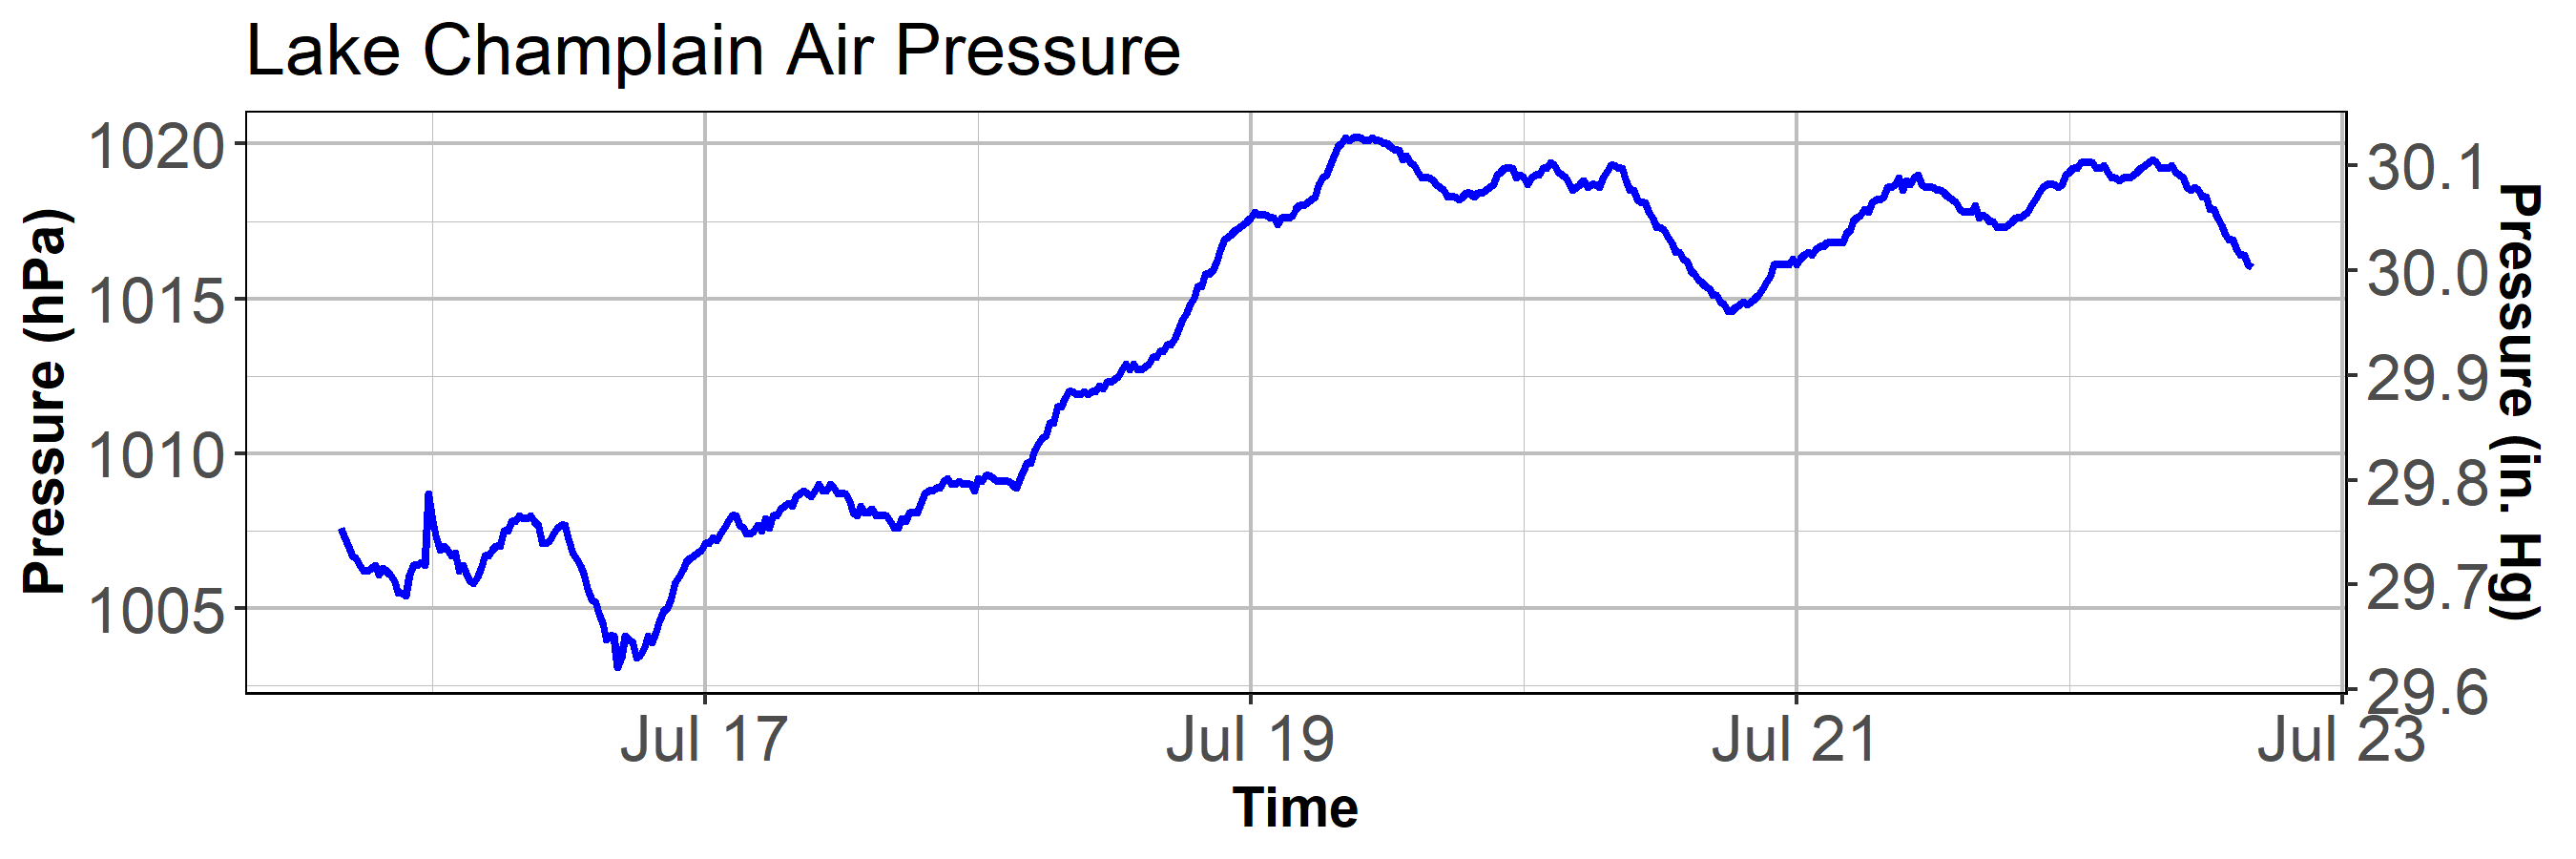 Lake Champlain Air Pressure
Pressure (hPa)
1020
1015
1010
1005
30.1
30.0
29.9
29.8
29.7
29.6
Pressure (in. Hg)
Jul 17
Jul 19
Jul 21
Jul 23
Time